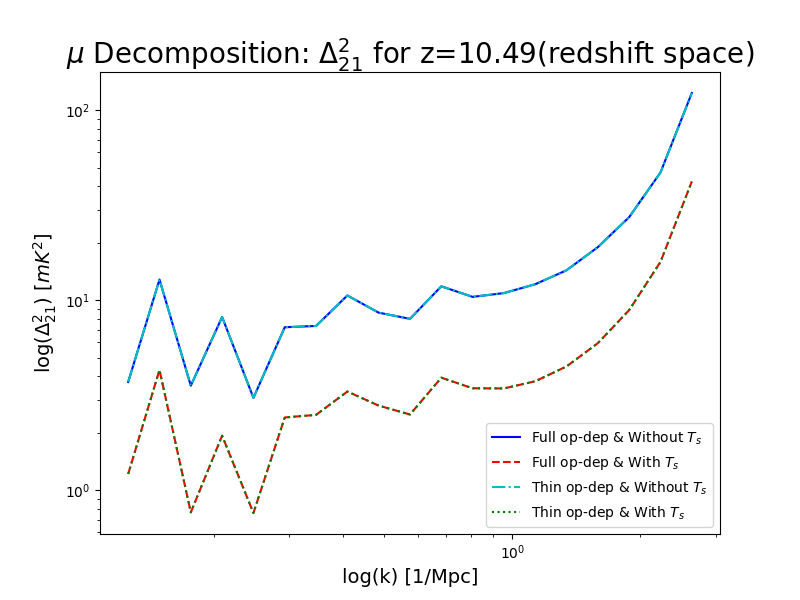 μ Decomposition: Δ²₂₁ for z=10.49(redshift space)
log(Δ²₂₁) [mK²]
10²
10¹
10⁰
Full op-dep & Without Tₛ
Full op-dep & With Tₛ
Thin op-dep & Without Tₛ
Thin op-dep & With Tₛ
10⁰
log(k) [1/Mpc]